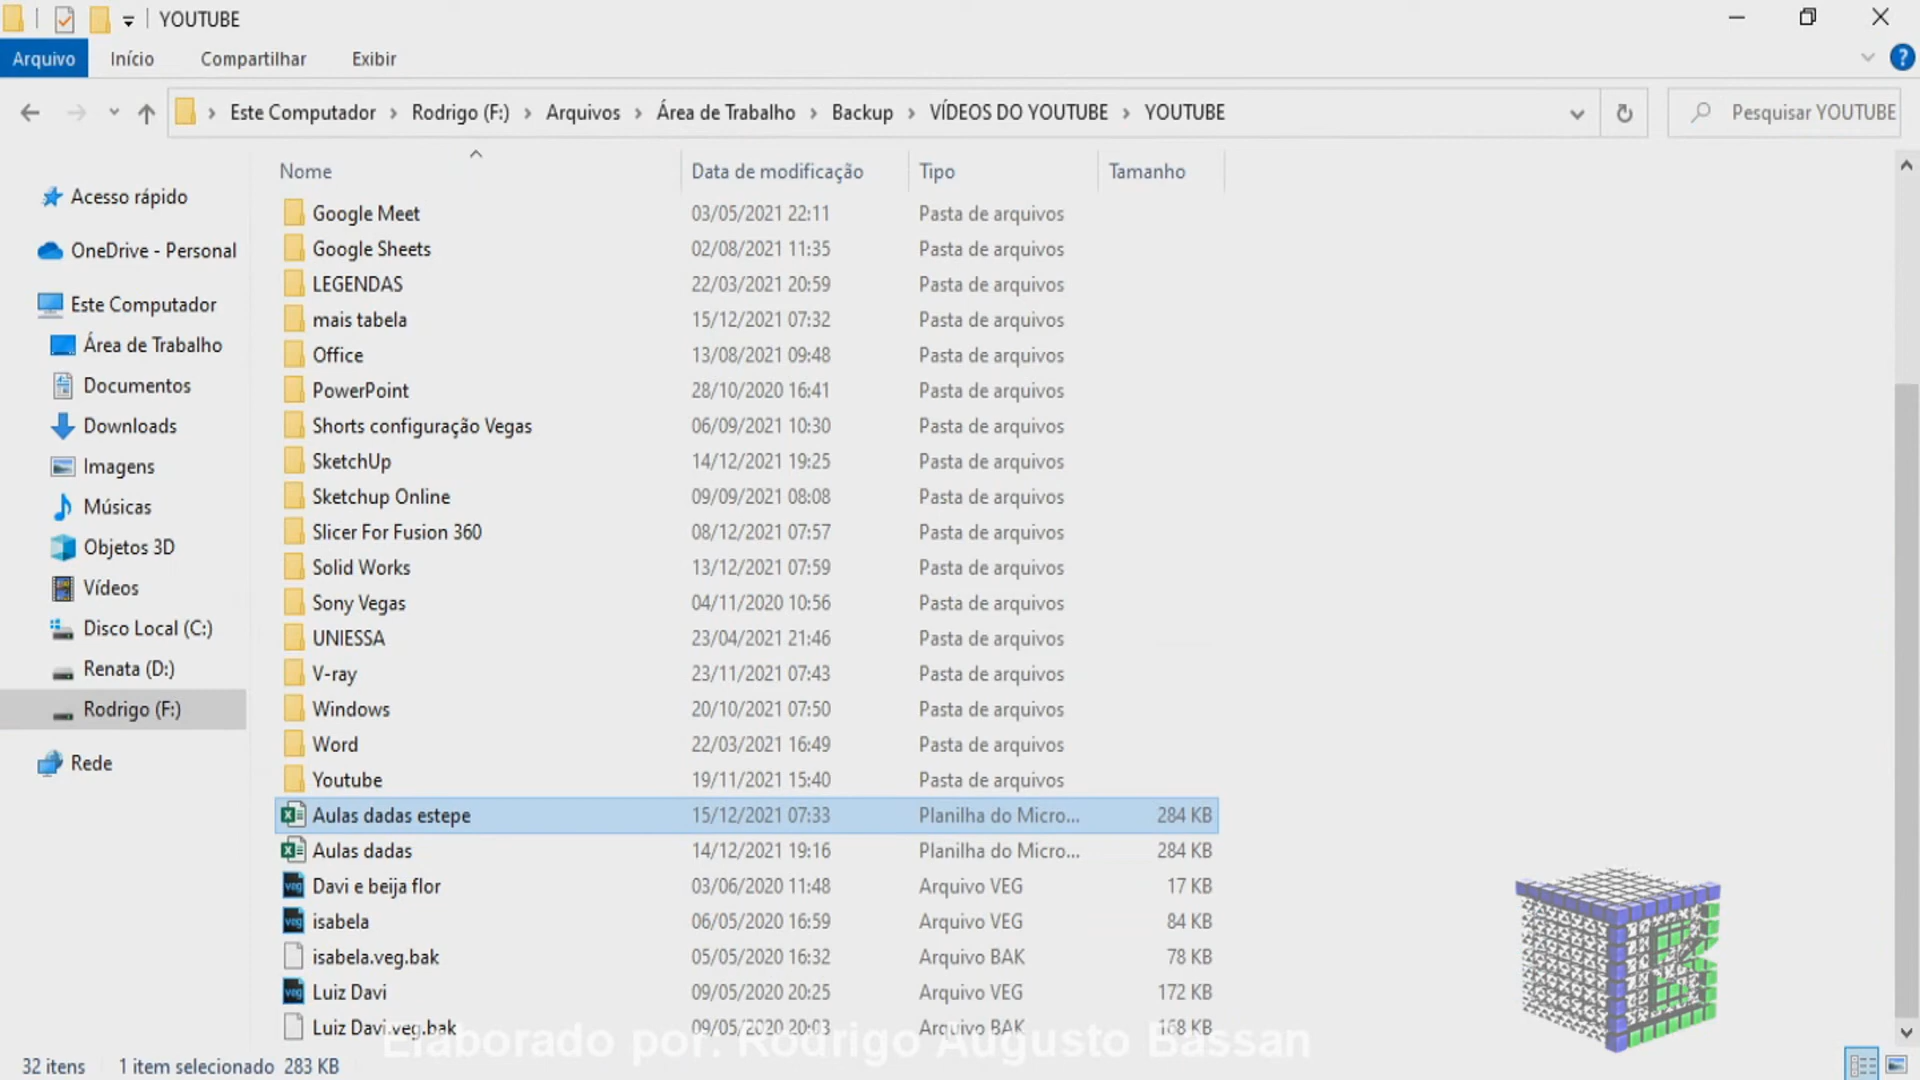 YOUTUBE
Arquivo Início Compartilhar Exibir
Este Computador Rodrigo (F:) Arquivos Área de Trabalho Backup VÍDEOS DO YOUTUBE YOUTUBE Pesquisar YOUTUBE
Nome Data de modificação Tipo Tamanho
Acesso rápido
OneDrive - Personal
Este Computador
Área de Trabalho
Documentos
Downloads
Imagens
Músicas
Objetos 3D
Vídeos
Disco Local (C:)
Renata (D:)
Rodrigo (F:)
Rede
Google Meet 03/05/2021 22:11 Pasta de arquivos
Google Sheets 02/08/2021 11:35 Pasta de arquivos
LEGENDAS 22/03/2021 20:59 Pasta de arquivos
mais tabela 15/12/2021 07:32 Pasta de arquivos
Office 13/08/2021 09:48 Pasta de arquivos
PowerPoint 28/10/2020 16:41 Pasta de arquivos
Shorts configuração Vegas 06/09/2021 10:30 Pasta de arquivos
SketchUp 14/12/2021 19:25 Pasta de arquivos
Sketchup Online 09/09/2021 08:08 Pasta de arquivos
Slicer For Fusion 360 08/12/2021 07:57 Pasta de arquivos
Solid Works 13/12/2021 07:59 Pasta de arquivos
Sony Vegas 04/11/2020 10:56 Pasta de arquivos
UNIESSA 23/04/2021 21:46 Pasta de arquivos
V-ray 23/11/2021 07:43 Pasta de arquivos
Windows 20/10/2021 07:50 Pasta de arquivos
Word 22/03/2021 16:49 Pasta de arquivos
Youtube 19/11/2021 15:40 Pasta de arquivos
Aulas dadas estepe 15/12/2021 07:33 Planilha do Micro... 284 KB
Aulas dadas 14/12/2021 19:16 Planilha do Micro... 284 KB
Davi e beija flor 03/06/2020 11:48 Arquivo VEG 17 KB
isabela 06/05/2020 16:59 Arquivo VEG 84 KB
isabela.veg.bak 05/05/2020 16:32 Arquivo BAK 78 KB
Luiz Davi 09/05/2020 20:25 Arquivo VEG 172 KB
Luiz Davi.veg.bak 09/05/2020 20:03 Arquivo BAK 168 KB
Elaborado por: Rodrigo Augusto Bassan
32 itens 1 item selecionado 283 KB